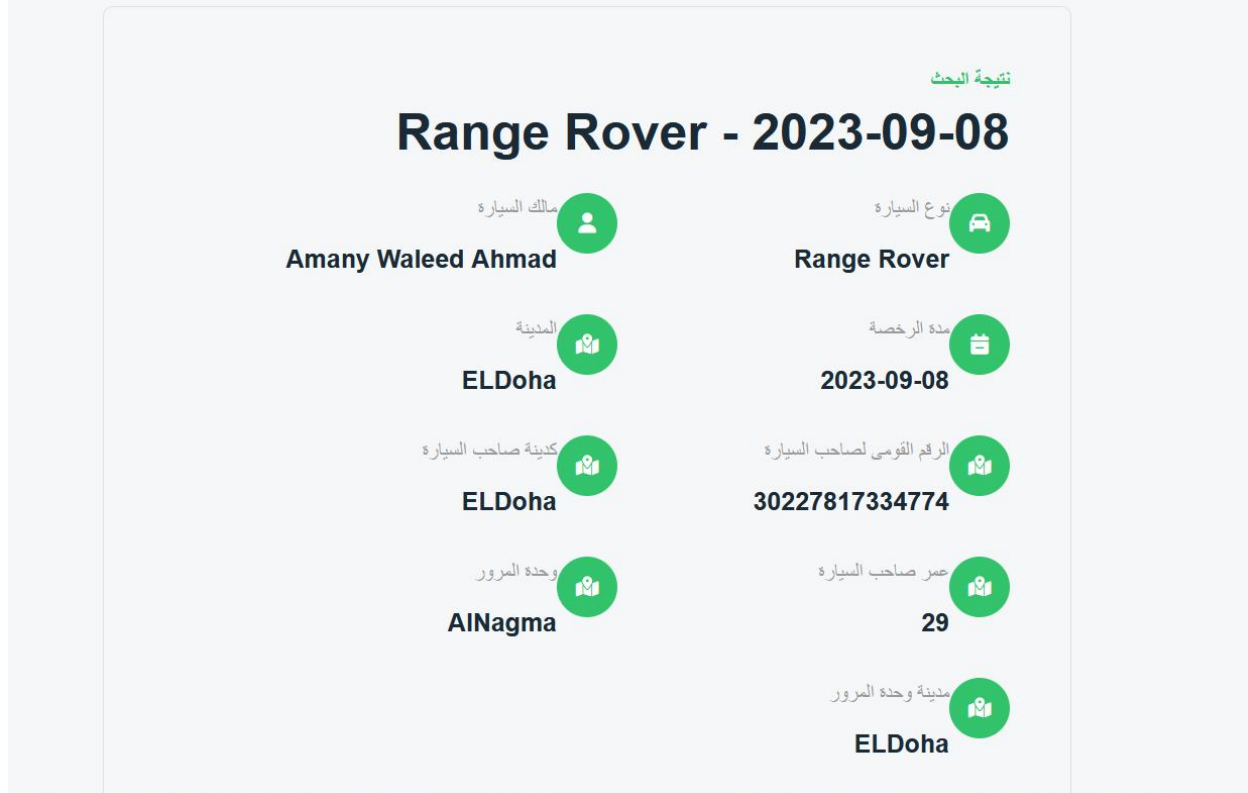 نتيجة البحث
Range Rover - 2023-09-08
نوع السيارة
Range Rover
مالك السيارة
Amany Waleed Ahmad
مدة الرخصة
2023-09-08
المدينة
ELDoha
الرقم القومى لصاحب السيارة
30227817334774
كدينة صاحب السيارة
ELDoha
عمر صاحب السيارة
29
وحدة المرور
AlNagma
مدينة وحدة المرور
ELDoha